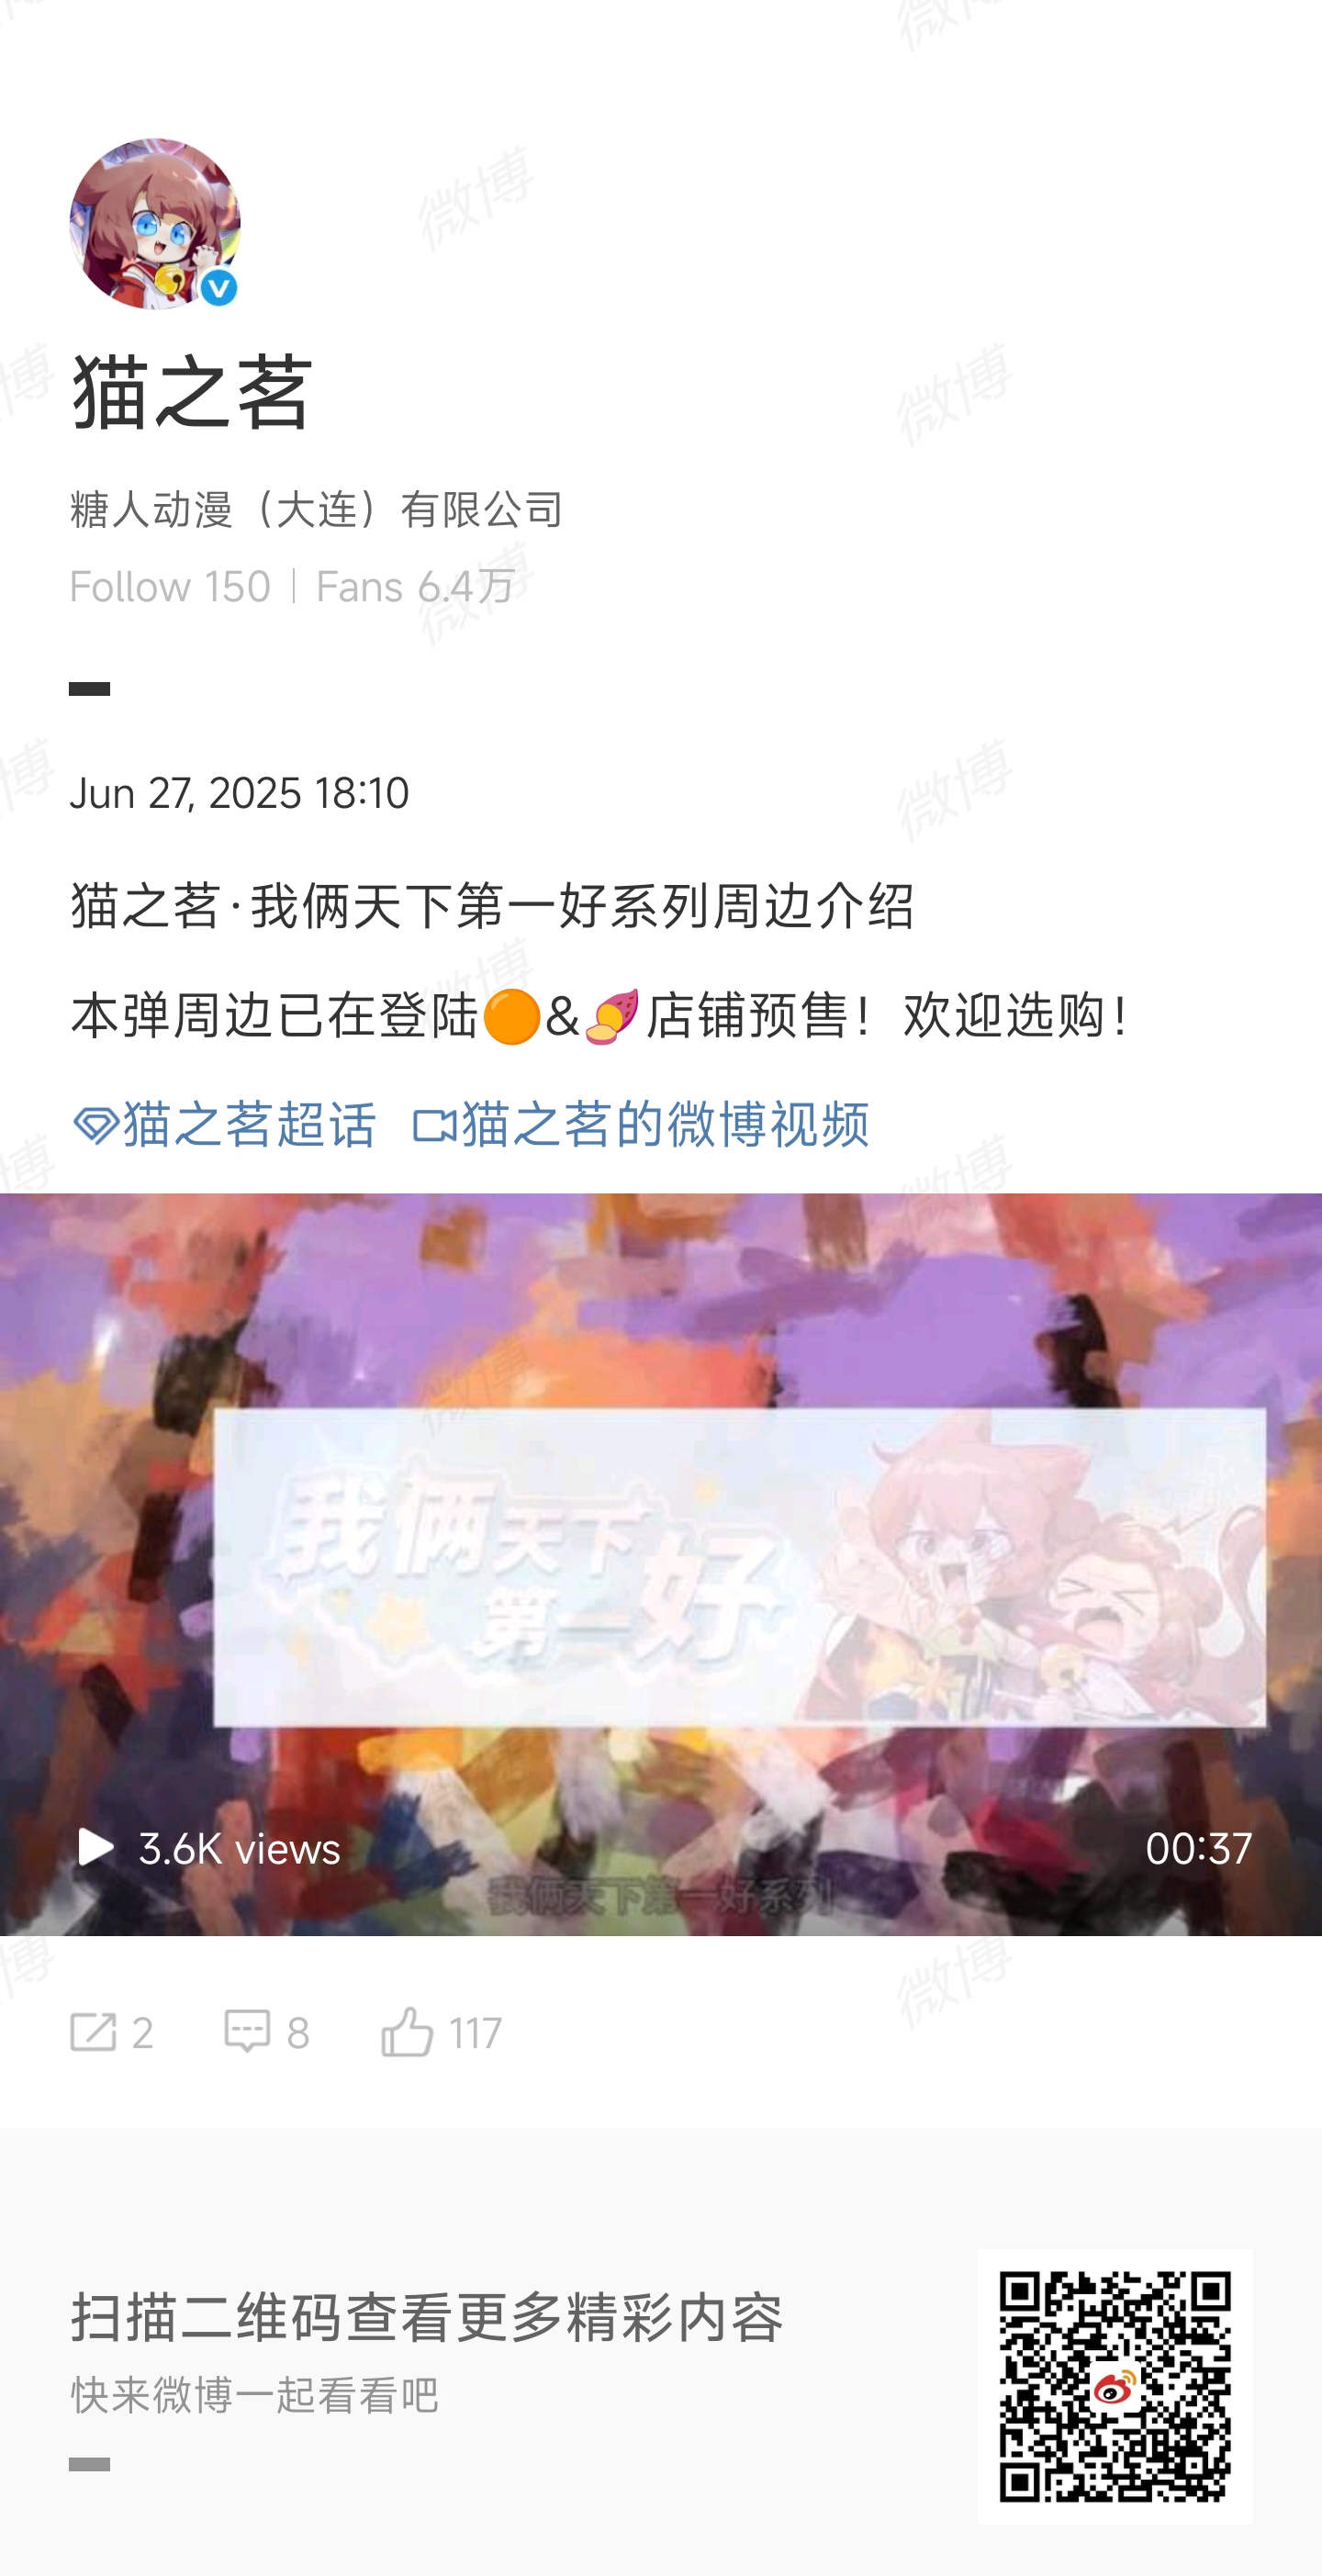 猫之茗
糖人动漫（大连）有限公司
Follow 150 | Fans 6.4万
Jun 27, 2025 18:10
猫之茗·我俩天下第一好系列周边介绍
本弹周边已在登陆🟠&🍠店铺预售！欢迎选购！
猫之茗超话 猫之茗的微博视频
我俩天下
第一好
3.6K views
00:37
我俩天下第一好系列
2 8 117
扫描二维码查看更多精彩内容
快来微博一起看看吧
微博